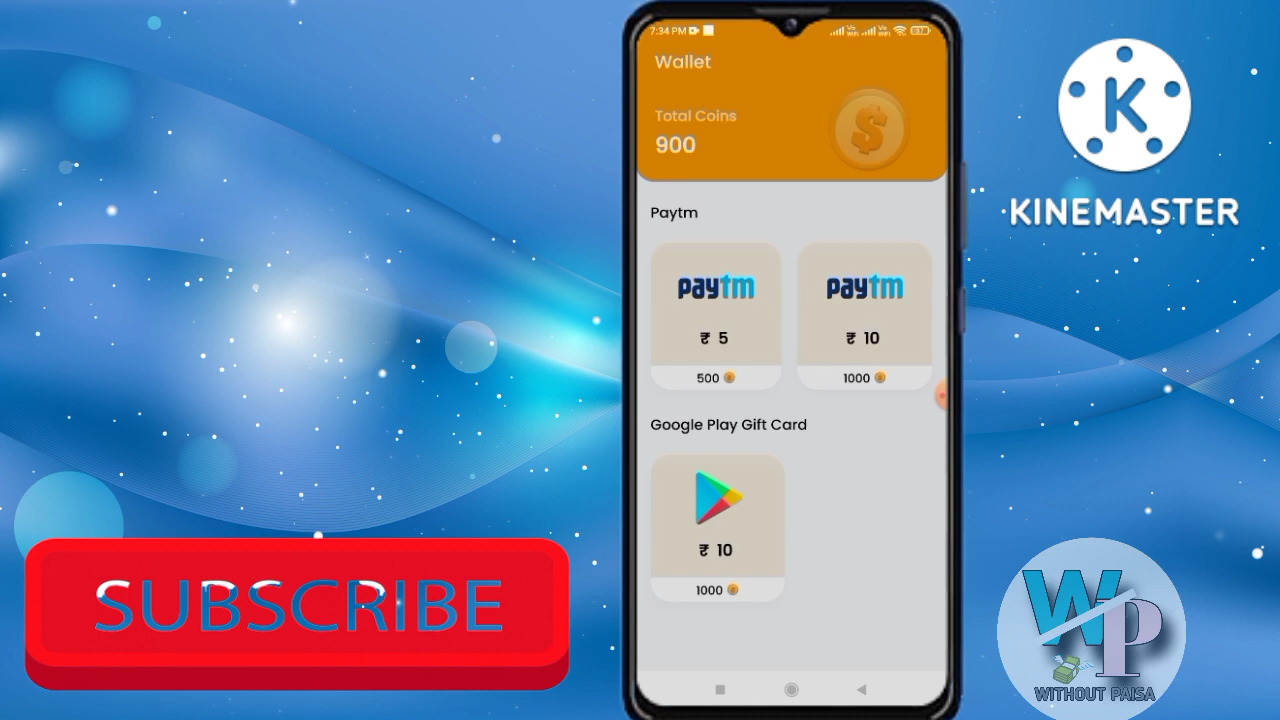 7:34 PM
Wallet
Total Coins
900
Paytm
paytm
paytm
₹ 5
₹ 10
500
1000
Google Play Gift Card
₹ 10
1000
K
KINEMASTER
SUBSCRIBE
WP
WITHOUT PAISA